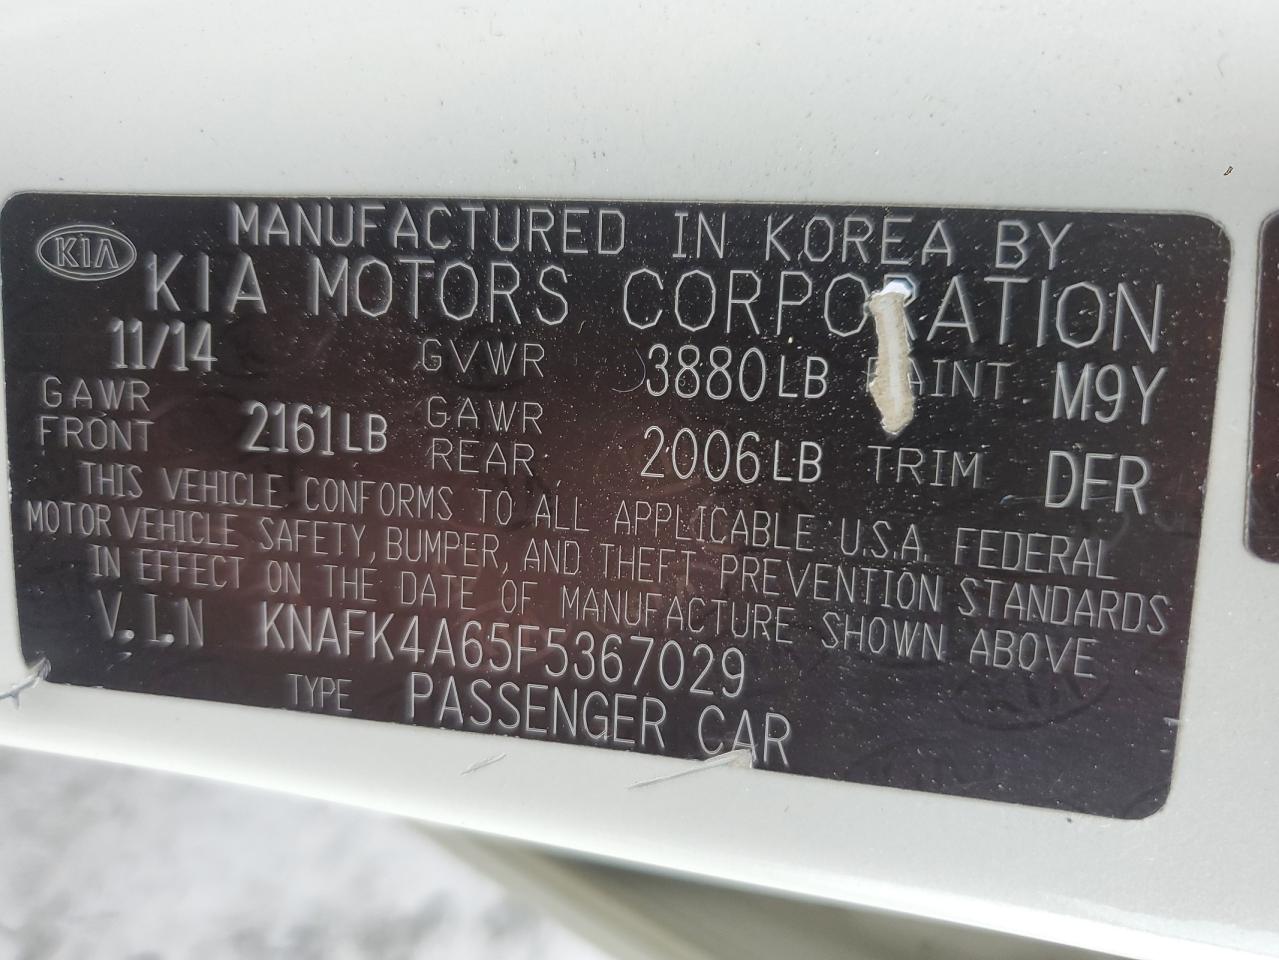 KIA
MANUFACTURED IN KOREA BY
KIA MOTORS CORPORATION
11/14 GVWR 3880LB PAINT M9Y
GAWR FRONT 2161LB GAWR REAR 2006LB TRIM DFR
THIS VEHICLE CONFORMS TO ALL APPLICABLE U.S.A. FEDERAL
MOTOR VEHICLE SAFETY, BUMPER, AND THEFT PREVENTION STANDARDS
IN EFFECT ON THE DATE OF MANUFACTURE SHOWN ABOVE
V.I.N KNAFK4A65F5367029
TYPE PASSENGER CAR